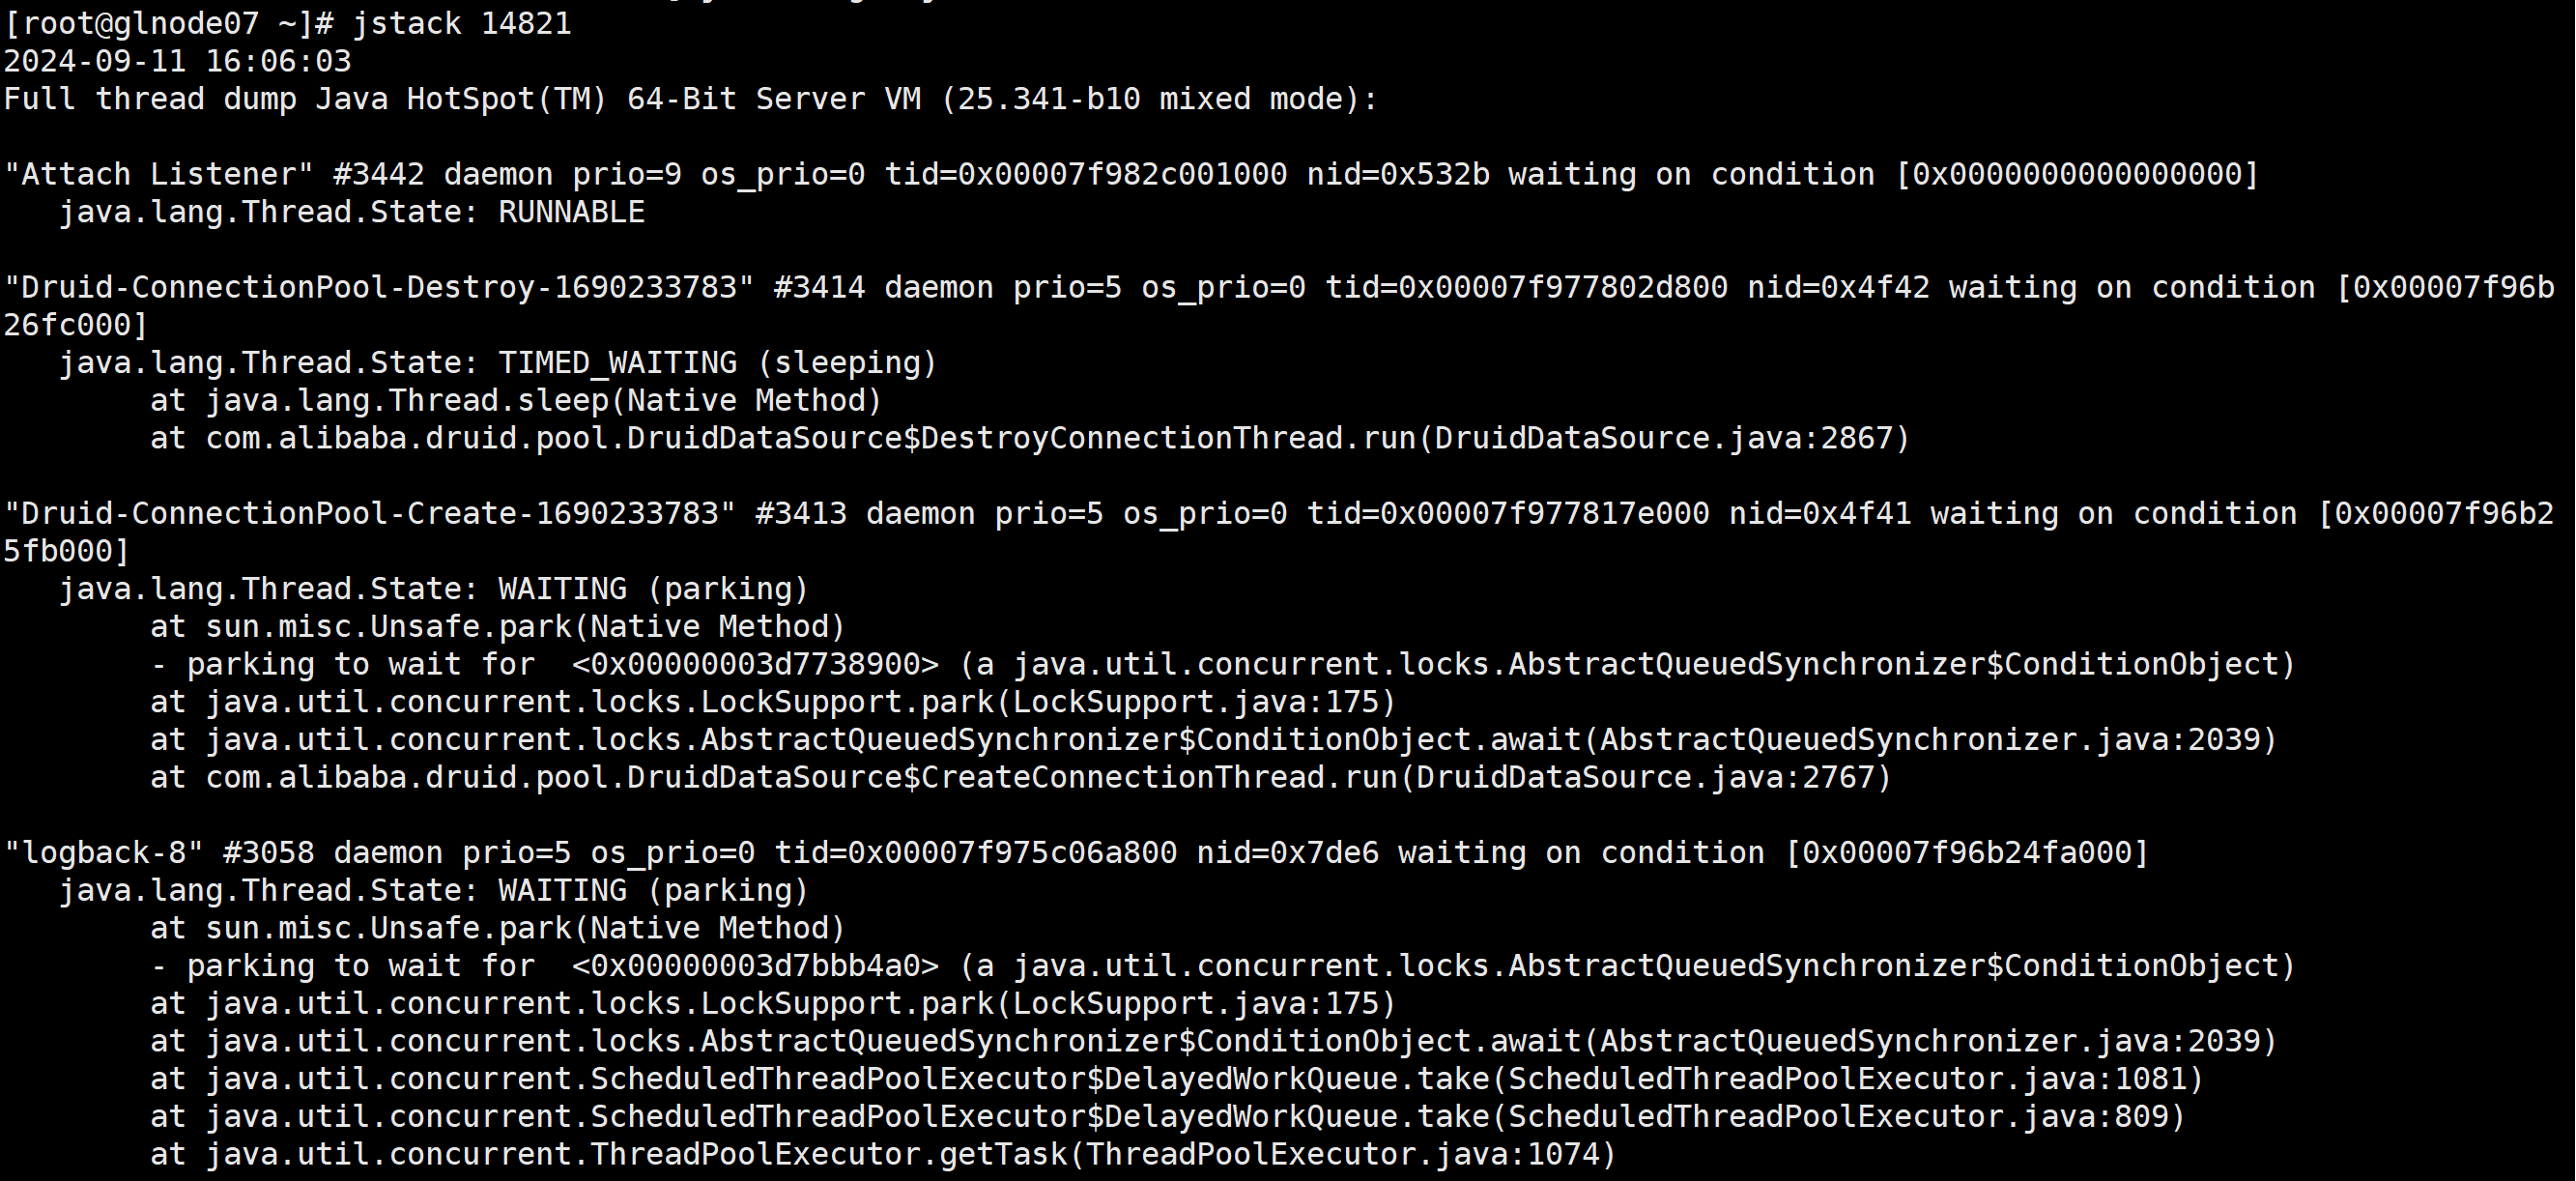 [root@glnode07 ~]# jstack 14821
2024-09-11 16:06:03
Full thread dump Java HotSpot(TM) 64-Bit Server VM (25.341-b10 mixed mode):

"Attach Listener" #3442 daemon prio=9 os_prio=0 tid=0x00007f982c001000 nid=0x532b waiting on condition [0x0000000000000000]
   java.lang.Thread.State: RUNNABLE

"Druid-ConnectionPool-Destroy-1690233783" #3414 daemon prio=5 os_prio=0 tid=0x00007f977802d800 nid=0x4f42 waiting on condition [0x00007f96b
26fc000]
   java.lang.Thread.State: TIMED_WAITING (sleeping)
        at java.lang.Thread.sleep(Native Method)
        at com.alibaba.druid.pool.DruidDataSource$DestroyConnectionThread.run(DruidDataSource.java:2867)

"Druid-ConnectionPool-Create-1690233783" #3413 daemon prio=5 os_prio=0 tid=0x00007f977817e000 nid=0x4f41 waiting on condition [0x00007f96b2
5fb000]
   java.lang.Thread.State: WAITING (parking)
        at sun.misc.Unsafe.park(Native Method)
        - parking to wait for  <0x00000003d7738900> (a java.util.concurrent.locks.AbstractQueuedSynchronizer$ConditionObject)
        at java.util.concurrent.locks.LockSupport.park(LockSupport.java:175)
        at java.util.concurrent.locks.AbstractQueuedSynchronizer$ConditionObject.await(AbstractQueuedSynchronizer.java:2039)
        at com.alibaba.druid.pool.DruidDataSource$CreateConnectionThread.run(DruidDataSource.java:2767)

"logback-8" #3058 daemon prio=5 os_prio=0 tid=0x00007f975c06a800 nid=0x7de6 waiting on condition [0x00007f96b24fa000]
   java.lang.Thread.State: WAITING (parking)
        at sun.misc.Unsafe.park(Native Method)
        - parking to wait for  <0x00000003d7bbb4a0> (a java.util.concurrent.locks.AbstractQueuedSynchronizer$ConditionObject)
        at java.util.concurrent.locks.LockSupport.park(LockSupport.java:175)
        at java.util.concurrent.locks.AbstractQueuedSynchronizer$ConditionObject.await(AbstractQueuedSynchronizer.java:2039)
        at java.util.concurrent.ScheduledThreadPoolExecutor$DelayedWorkQueue.take(ScheduledThreadPoolExecutor.java:1081)
        at java.util.concurrent.ScheduledThreadPoolExecutor$DelayedWorkQueue.take(ScheduledThreadPoolExecutor.java:809)
        at java.util.concurrent.ThreadPoolExecutor.getTask(ThreadPoolExecutor.java:1074)